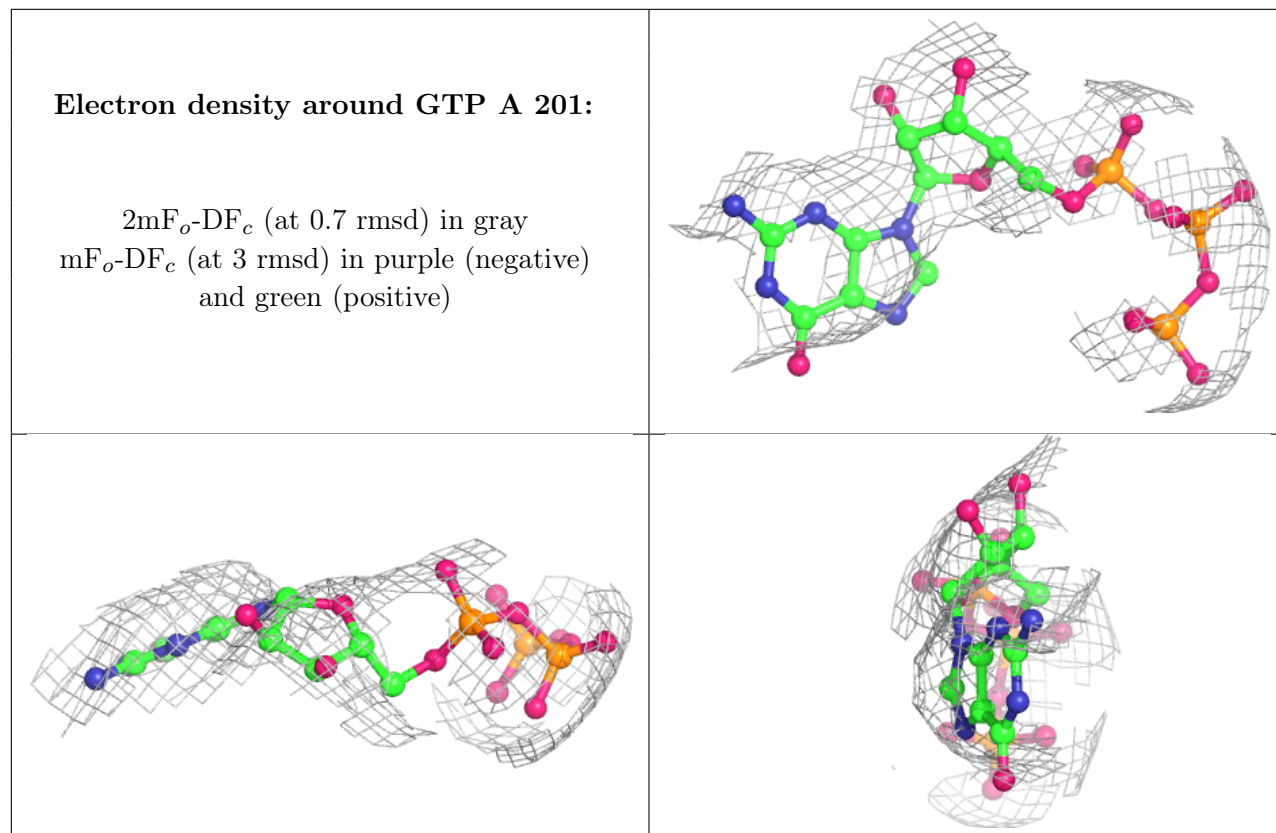 Electron density around GTP A 201:
2mFo-DFc (at 0.7 rmsd) in gray
mFo-DFc (at 3 rmsd) in purple (negative)
and green (positive)